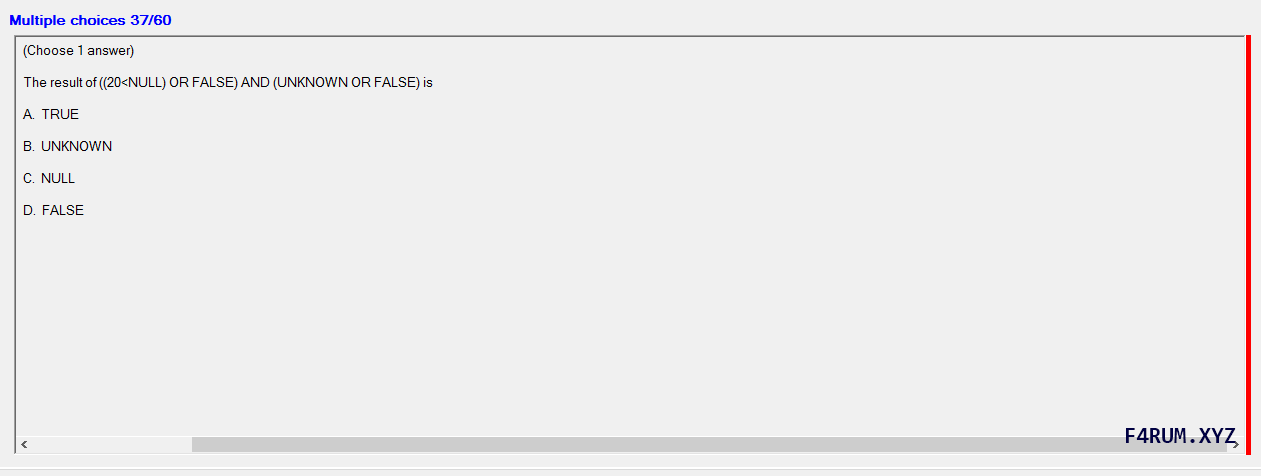 Multiple choices 37/60
(Choose 1 answer)
The result of ((20<NULL) OR FALSE) AND (UNKNOWN OR FALSE) is
A. TRUE
B. UNKNOWN
C. NULL
D. FALSE
F4RUM.XYZ